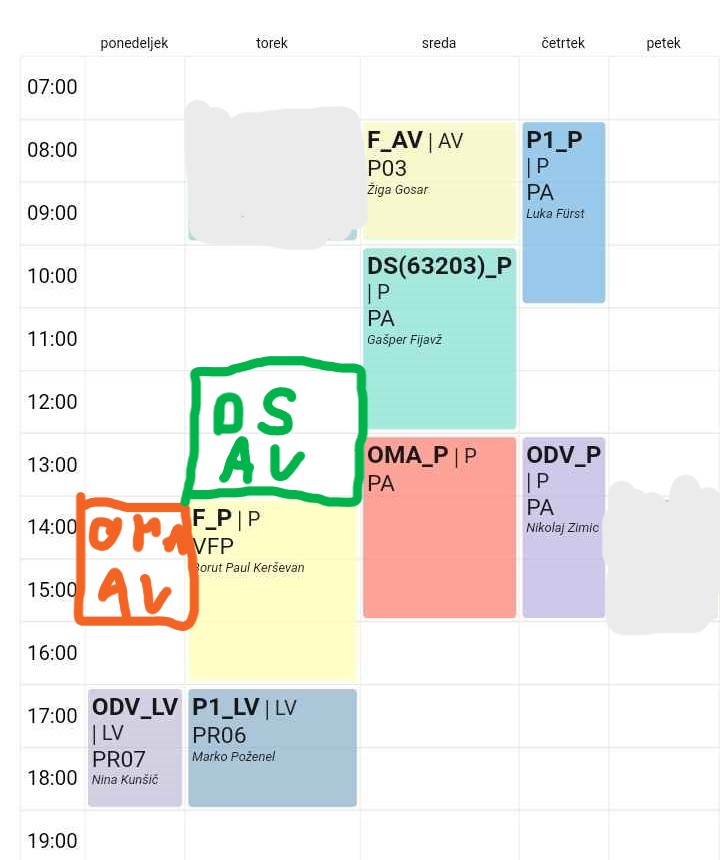 ponedeljek torek sreda četrtek petek
07:00
08:00
09:00
10:00
11:00
12:00
13:00
14:00
15:00
16:00
17:00
18:00
19:00
OMA
AV
ODV_LV
| LV
PR07
Nina Kunšič
DS
AV
F_P | P
VFP
Borut Paul Kerševan
P1_LV | LV
PR06
Marko Poženel
F_AV | AV
P03
Žiga Gosar
DS(63203)_P
| P
PA
Gašper Fijavž
OMA_P | P
PA
P1_P
| P
PA
Luka Fürst
ODV_P
| P
PA
Nikolaj Zimic